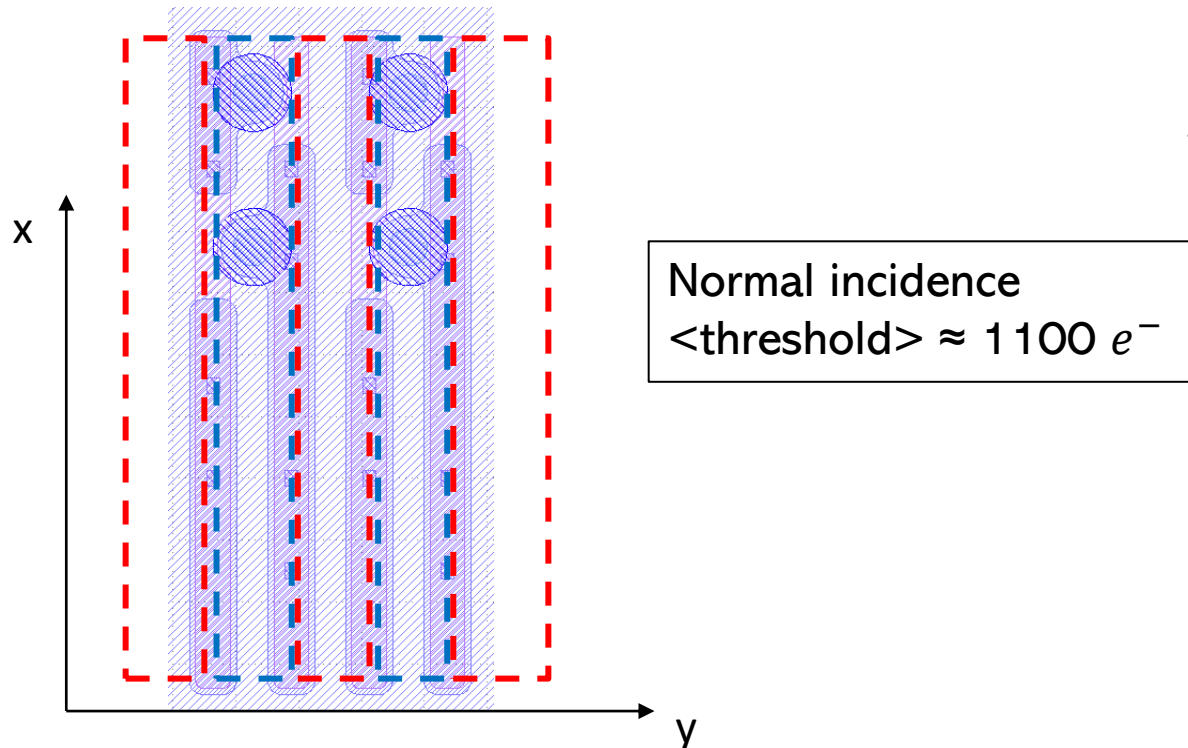 x
Normal incidence
<threshold> ≈ 1100 𝑒⁻
y